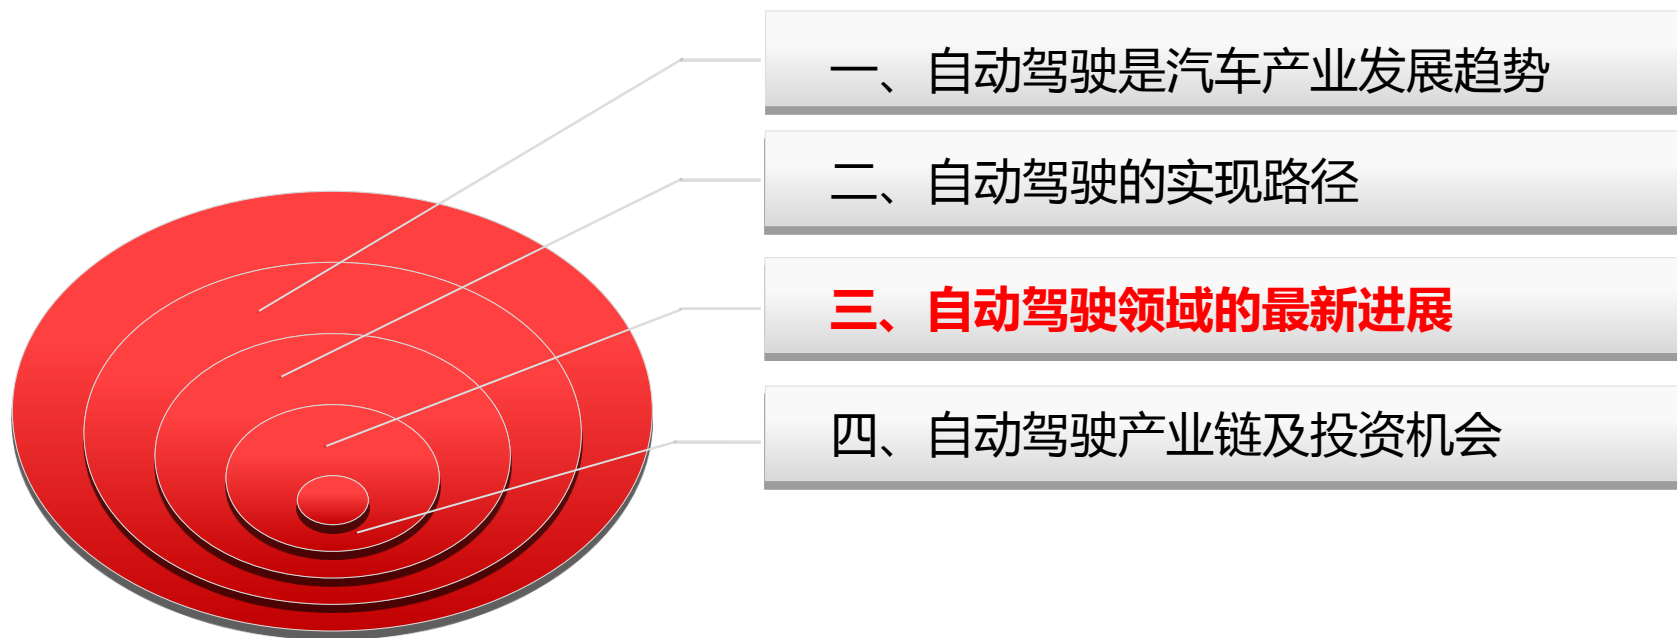 一、自动驾驶是汽车产业发展趋势
二、自动驾驶的实现路径
三、自动驾驶领域的最新进展
四、自动驾驶产业链及投资机会